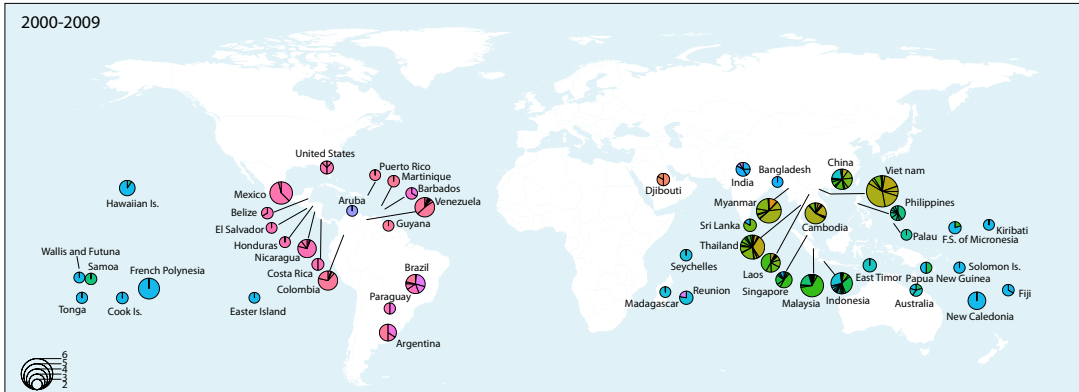 2000-2009
United States
Puerto Rico
Martinique
Mexico
Barbados
Aruba
Venezuela
Hawaiian Is.
Belize
El Salvador
Guyana
Honduras
Nicaragua
Costa Rica
Colombia
Brazil
Paraguay
Argentina
Wallis and Futuna
Samoa
French Polynesia
Tonga
Cook Is.
Easter Island
Djibouti
India
Bangladesh
China
Viet nam
Myanmar
Philippines
Sri Lanka
Cambodia
Thailand
Palau
F.S. of Micronesia
Kiribati
Seychelles
Laos
Singapore
Malaysia
Indonesia
East Timor
Papua New Guinea
Solomon Is.
Madagascar
Reunion
Australia
Fiji
New Caledonia
6
5
4
3
2